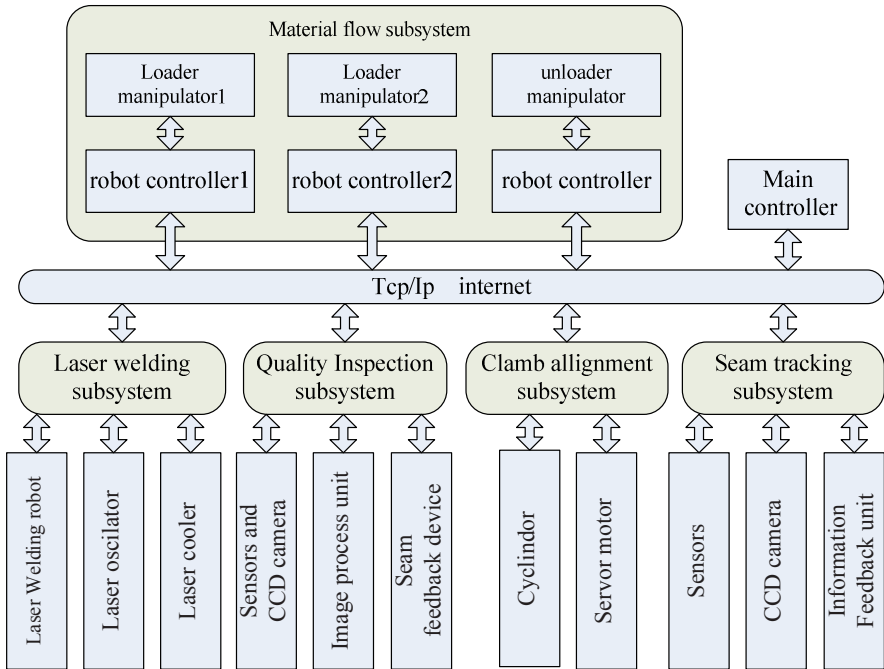 Material flow subsystem
Loader
manipulator1
Loader
manipulator2
unloader
manipulator
robot controller1
robot controller2
robot controller
Main
controller
Tcp/Ip internet
Laser welding
subsystem
Quality Inspection
subsystem
Clamb allignment
subsystem
Seam tracking
subsystem
Laser Welding robot
Laser oscilator
Laser cooler
Sensors and
CCD camera
Image process unit
Seam
feedback device
Cyclindor
Servor motor
Sensors
CCD camera
Information
Feedback unit